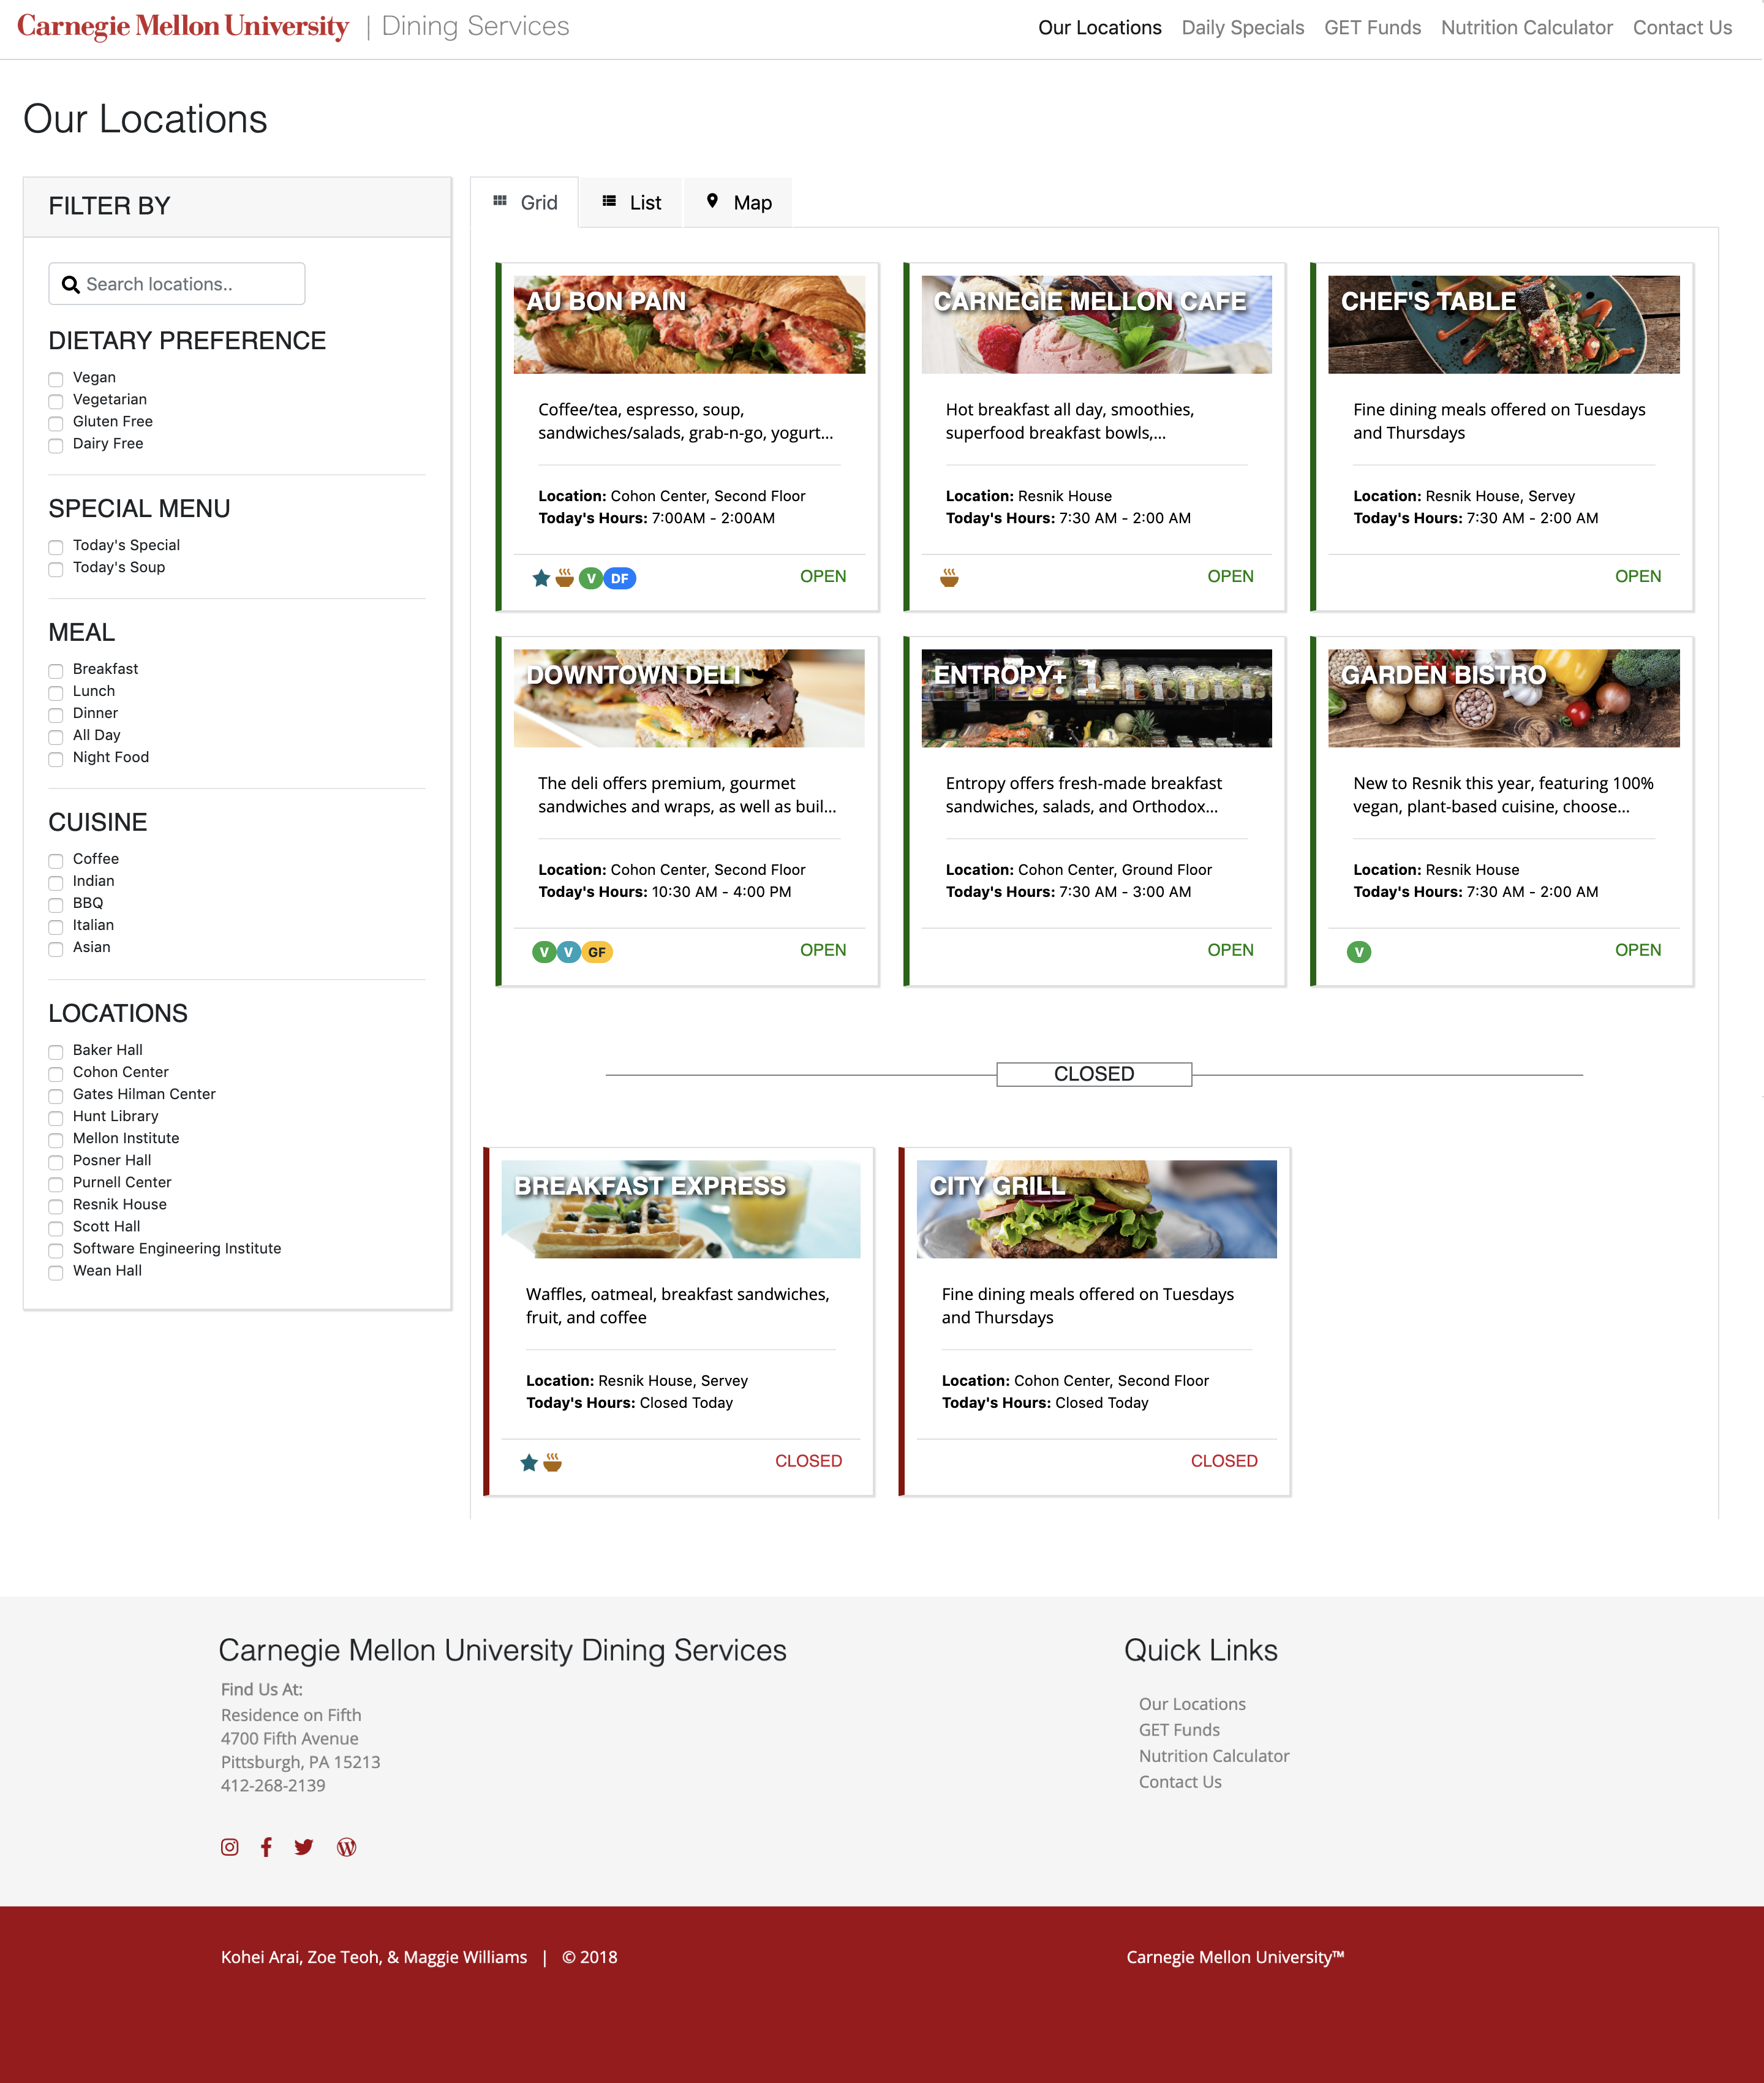 Carnegie Mellon University | Dining Services
Our Locations Daily Specials GET Funds Nutrition Calculator Contact Us
Our Locations
FILTER BY
Search locations..
DIETARY PREFERENCE
Vegan
Vegetarian
Gluten Free
Dairy Free
SPECIAL MENU
Today's Special
Today's Soup
MEAL
Breakfast
Lunch
Dinner
All Day
Night Food
CUISINE
Coffee
Indian
BBQ
Italian
Asian
LOCATIONS
Baker Hall
Cohon Center
Gates Hilman Center
Hunt Library
Mellon Institute
Posner Hall
Purnell Center
Resnik House
Scott Hall
Software Engineering Institute
Wean Hall
Grid List Map
AU BON PAIN
Coffee/tea, espresso, soup,
sandwiches/salads, grab-n-go, yogurt...
Location: Cohon Center, Second Floor
Today's Hours: 7:00AM - 2:00AM
V DF OPEN
CARNEGIE MELLON CAFE
Hot breakfast all day, smoothies,
superfood breakfast bowls,...
Location: Resnik House
Today's Hours: 7:30 AM - 2:00 AM
OPEN
CHEF'S TABLE
Fine dining meals offered on Tuesdays
and Thursdays
Location: Resnik House, Servey
Today's Hours: 7:30 AM - 2:00 AM
OPEN
DOWNTOWN DELI
The deli offers premium, gourmet
sandwiches and wraps, as well as buil...
Location: Cohon Center, Second Floor
Today's Hours: 10:30 AM - 4:00 PM
V V GF OPEN
ENTROPY+
Entropy offers fresh-made breakfast
sandwiches, salads, and Orthodox...
Location: Cohon Center, Ground Floor
Today's Hours: 7:30 AM - 3:00 AM
OPEN
GARDEN BISTRO
New to Resnik this year, featuring 100%
vegan, plant-based cuisine, choose...
Location: Resnik House
Today's Hours: 7:30 AM - 2:00 AM
V OPEN
CLOSED
BREAKFAST EXPRESS
Waffles, oatmeal, breakfast sandwiches,
fruit, and coffee
Location: Resnik House, Servey
Today's Hours: Closed Today
CLOSED
CITY GRILL
Fine dining meals offered on Tuesdays
and Thursdays
Location: Cohon Center, Second Floor
Today's Hours: Closed Today
CLOSED
Carnegie Mellon University Dining Services
Find Us At:
Residence on Fifth
4700 Fifth Avenue
Pittsburgh, PA 15213
412-268-2139
Quick Links
Our Locations
GET Funds
Nutrition Calculator
Contact Us
Kohei Arai, Zoe Teoh, & Maggie Williams | © 2018
Carnegie Mellon University™